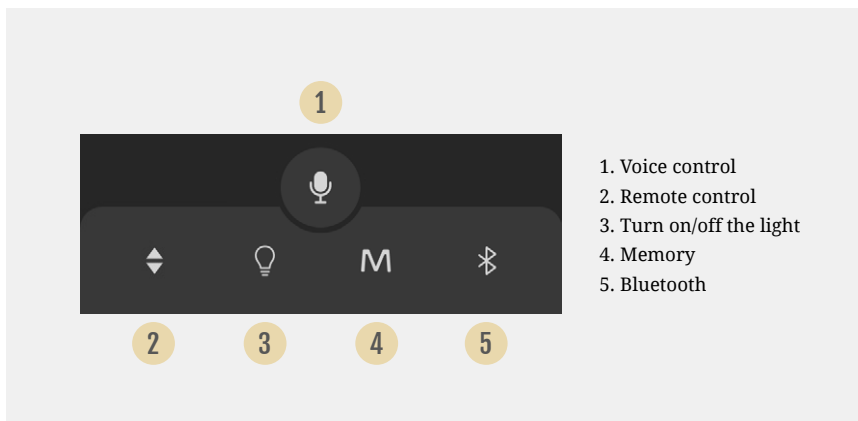 1
M
2 3 4 5
1. Voice control
2. Remote control
3. Turn on/off the light
4. Memory
5. Bluetooth